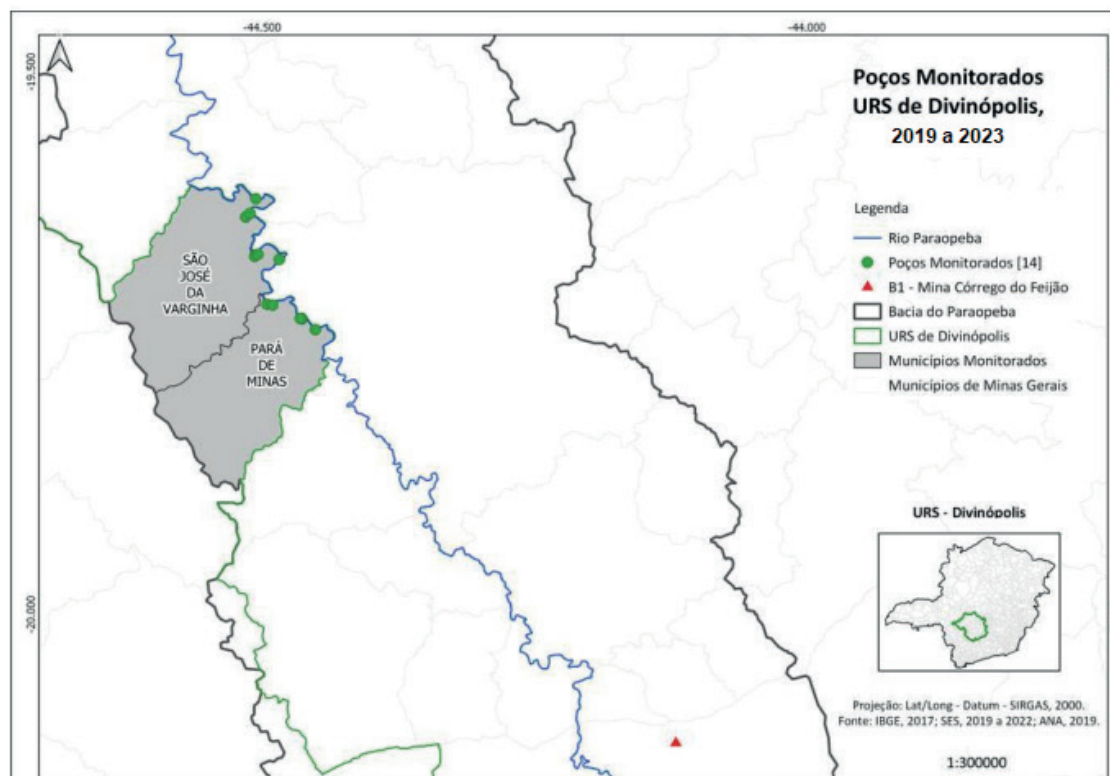 -44.500
-44.000
-19.500
-20.000
Poços Monitorados
URS de Divinópolis,
2019 a 2023
Legenda
Rio Paraopeba
Poços Monitorados [14]
B1 - Mina Córrego do Feijão
Bacia do Paraopeba
URS de Divinópolis
Municípios Monitorados
Municípios de Minas Gerais
SÃO
JOSÉ
DA
VARGINHA
PARÁ
DE
MINAS
URS - Divinópolis
Projeção: Lat/Long - Datum - SIRGAS, 2000.
Fonte: IBGE, 2017; SES, 2019 a 2022; ANA, 2019.
1:300000